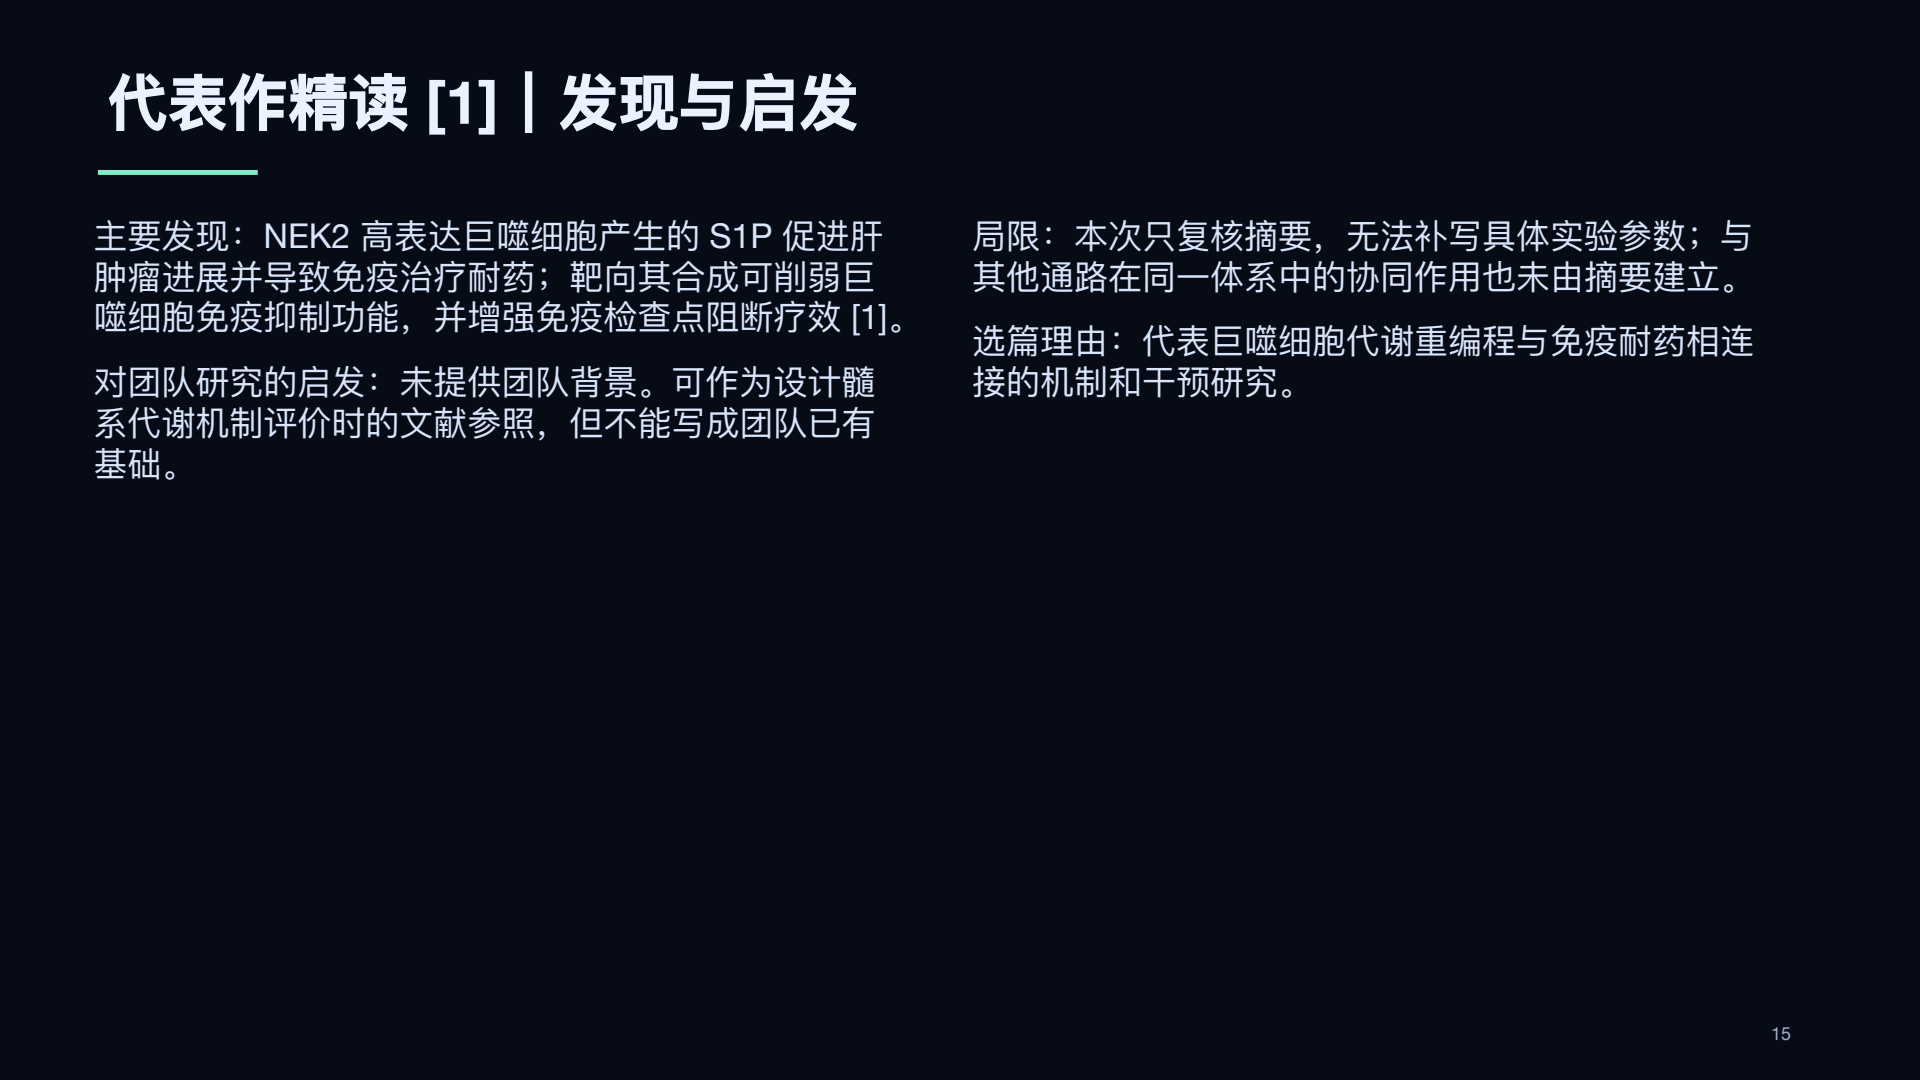 代表作精读 [1]｜发现与启发
主要发现：NEK2 高表达巨噬细胞产生的 S1P 促进肝
肿瘤进展并导致免疫治疗耐药；靶向其合成可削弱巨
噬细胞免疫抑制功能，并增强免疫检查点阻断疗效 [1]。
对团队研究的启发：未提供团队背景。可作为设计髓
系代谢机制评价时的文献参照，但不能写成团队已有
基础。
局限：本次只复核摘要，无法补写具体实验参数；与
其他通路在同一体系中的协同作用也未由摘要建立。
选篇理由：代表巨噬细胞代谢重编程与免疫耐药相连
接的机制和干预研究。
15